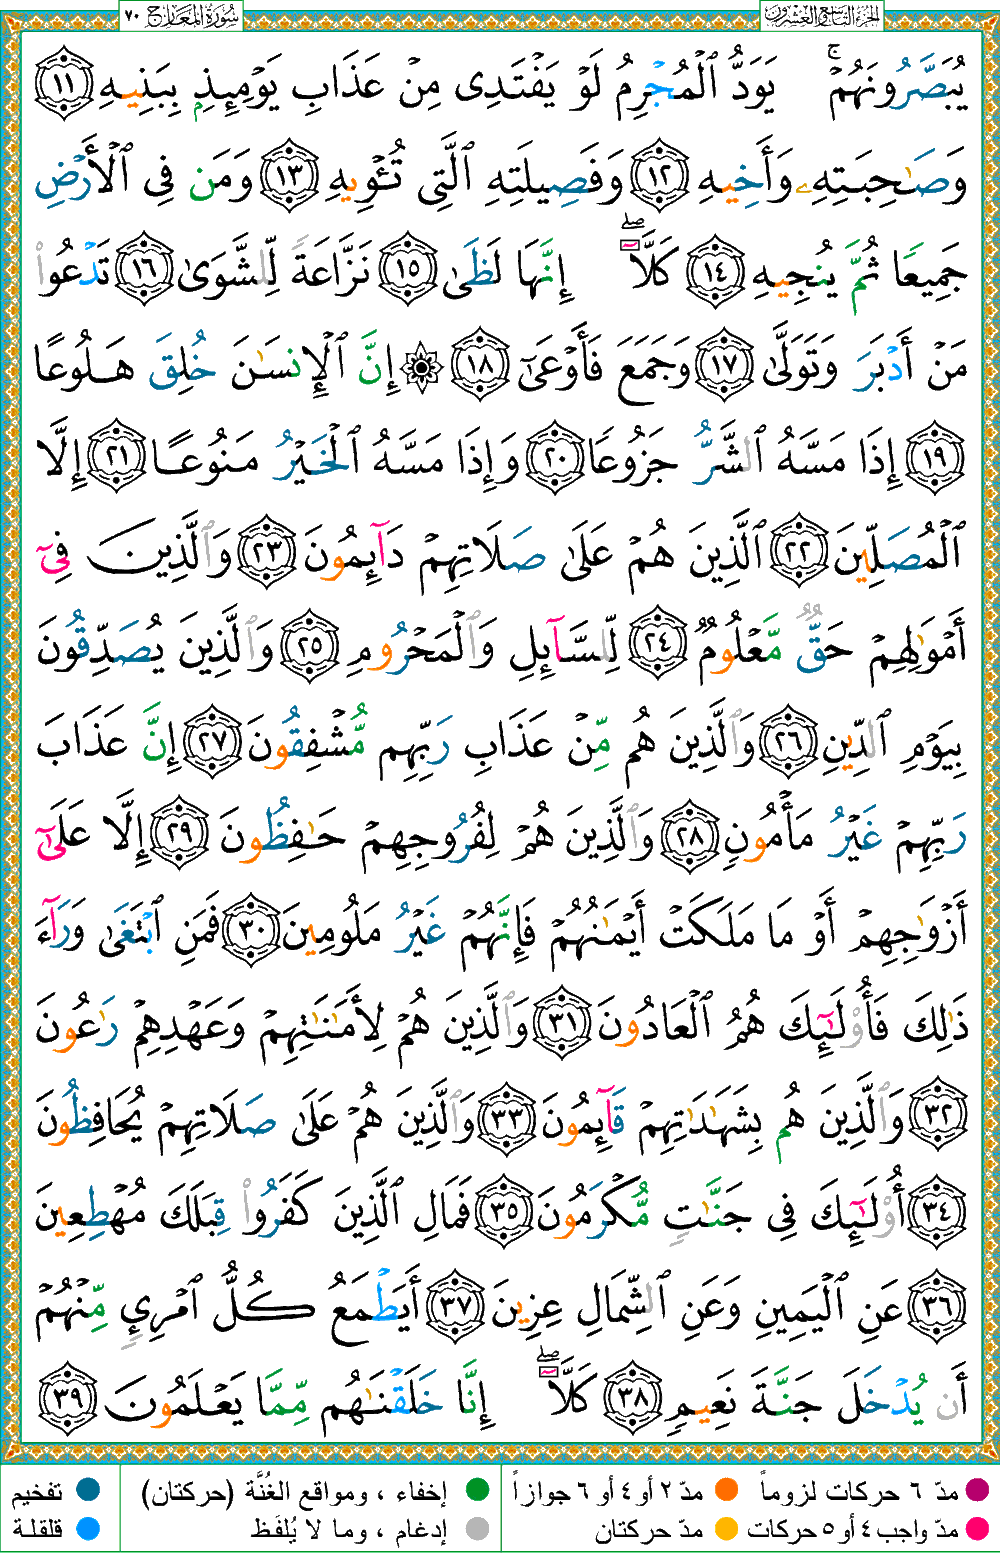 الجزء التاسع والعشرون
سُورَةُ المَعَارِج ٧٠
يُبَصَّرُونَهُمْ ۚ يَوَدُّ ٱلْمُجْرِمُ لَوْ يَفْتَدِى مِنْ عَذَابِ يَوْمِئِذٍۭ بِبَنِيهِ ١١
وَصَـٰحِبَتِهِۦ وَأَخِيهِ ١٢ وَفَصِيلَتِهِ ٱلَّتِى تُـْٔوِيهِ ١٣ وَمَن فِى ٱلْأَرْضِ
جَمِيعًا ثُمَّ يُنجِيهِ ١٤ كَلَّآ ۖ إِنَّهَا لَظَىٰ ١٥ نَزَّاعَةً لِّلشَّوَىٰ ١٦ تَدْعُوا۟
مَنْ أَدْبَرَ وَتَوَلَّىٰ ١٧ وَجَمَعَ فَأَوْعَىٰٓ ١٨ ۞ إِنَّ ٱلْإِنسَـٰنَ خُلِقَ هَلُوعًا
١٩ إِذَا مَسَّهُ ٱلشَّرُّ جَزُوعًا ٢٠ وَإِذَا مَسَّهُ ٱلْخَيْرُ مَنُوعًا ٢١ إِلَّا
ٱلْمُصَلِّينَ ٢٢ ٱلَّذِينَ هُمْ عَلَىٰ صَلَاتِهِمْ دَآئِمُونَ ٢٣ وَٱلَّذِينَ فِىٓ
أَمْوَٰلِهِمْ حَقٌّ مَّعْلُومٌ ٢٤ لِّلسَّآئِلِ وَٱلْمَحْرُومِ ٢٥ وَٱلَّذِينَ يُصَدِّقُونَ
بِيَوْمِ ٱلدِّينِ ٢٦ وَٱلَّذِينَ هُم مِّنْ عَذَابِ رَبِّهِم مُّشْفِقُونَ ٢٧ إِنَّ عَذَابَ
رَبِّهِمْ غَيْرُ مَأْمُونٍ ٢٨ وَٱلَّذِينَ هُمْ لِفُرُوجِهِمْ حَـٰفِظُونَ ٢٩ إِلَّا عَلَىٰٓ
أَزْوَٰجِهِمْ أَوْ مَا مَلَكَتْ أَيْمَـٰنُهُمْ فَإِنَّهُمْ غَيْرُ مَلُومِينَ ٣٠ فَمَنِ ٱبْتَغَىٰ وَرَآءَ
ذَٰلِكَ فَأُو۟لَـٰٓئِكَ هُمُ ٱلْعَادُونَ ٣١ وَٱلَّذِينَ هُمْ لِأَمَـٰنَـٰتِهِمْ وَعَهْدِهِمْ رَٰعُونَ
٣٢ وَٱلَّذِينَ هُم بِشَهَـٰدَٰتِهِمْ قَآئِمُونَ ٣٣ وَٱلَّذِينَ هُمْ عَلَىٰ صَلَاتِهِمْ يُحَافِظُونَ
٣٤ أُو۟لَـٰٓئِكَ فِى جَنَّـٰتٍ مُّكْرَمُونَ ٣٥ فَمَالِ ٱلَّذِينَ كَفَرُوا۟ قِبَلَكَ مُهْطِعِينَ
٣٦ عَنِ ٱلْيَمِينِ وَعَنِ ٱلشِّمَالِ عِزِينَ ٣٧ أَيَطْمَعُ كُلُّ ٱمْرِئٍ مِّنْهُمْ
أَن يُدْخَلَ جَنَّةَ نَعِيمٍ ٣٨ كَلَّآ ۖ إِنَّا خَلَقْنَـٰهُم مِّمَّا يَعْلَمُونَ ٣٩
مدّ ٦ حركات لزوماً مدّ ٢ أو ٤ أو ٦ جوازاً إخفاء ، ومواقع الغُنَّة (حركتان) تفخيم
مدّ واجب ٤ أو ٥ حركات مدّ حركتان إدغام ، وما لا يُلفَظ قلقلة